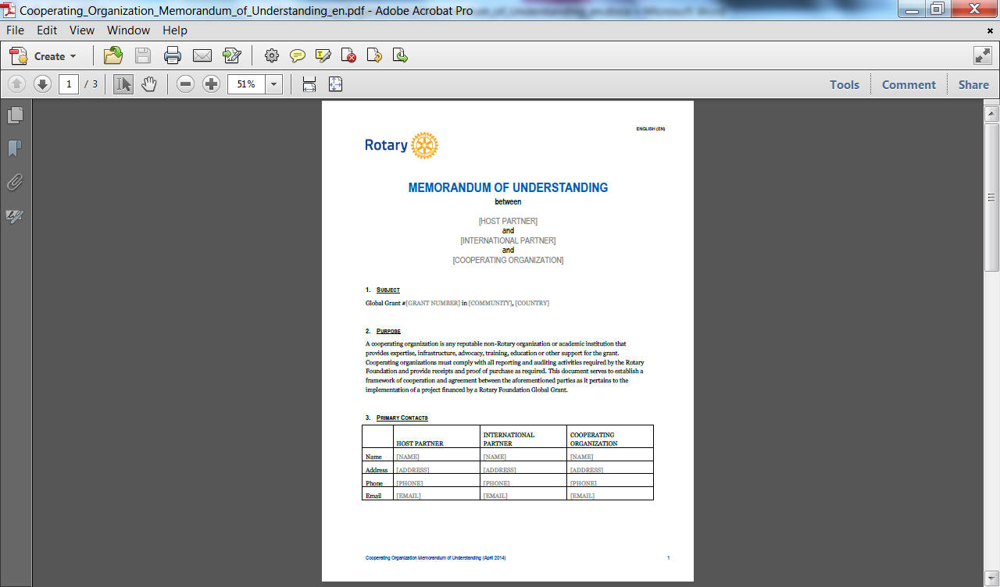 Cooperating_Organization_Memorandum_of_Understanding_en.pdf - Adobe Acrobat Pro
File Edit View Window Help
Create
1 / 3 51% Tools Comment Share
ENGLISH (EN)
Rotary
MEMORANDUM OF UNDERSTANDING
between
[HOST PARTNER]
and
[INTERNATIONAL PARTNER]
and
[COOPERATING ORGANIZATION]
1. SUBJECT
Global Grant #[GRANT NUMBER] in [COMMUNITY], [COUNTRY]
2. PURPOSE
A cooperating organization is any reputable non-Rotary organization or academic institution that
provides expertise, infrastructure, advocacy, training, education or other support for the grant.
Cooperating organizations must comply with all reporting and auditing activities required by the Rotary
Foundation and provide receipts and proof of purchase as required. This document serves to establish a
framework of cooperation and agreement between the aforementioned parties as it pertains to the
implementation of a project financed by a Rotary Foundation Global Grant.
3. PRIMARY CONTACTS
HOST PARTNER INTERNATIONAL PARTNER COOPERATING ORGANIZATION
Name [NAME] [NAME] [NAME]
Address [ADDRESS] [ADDRESS] [ADDRESS]
Phone [PHONE] [PHONE] [PHONE]
Email [EMAIL] [EMAIL] [EMAIL]
Cooperating Organization Memorandum of Understanding (April 2014) 1